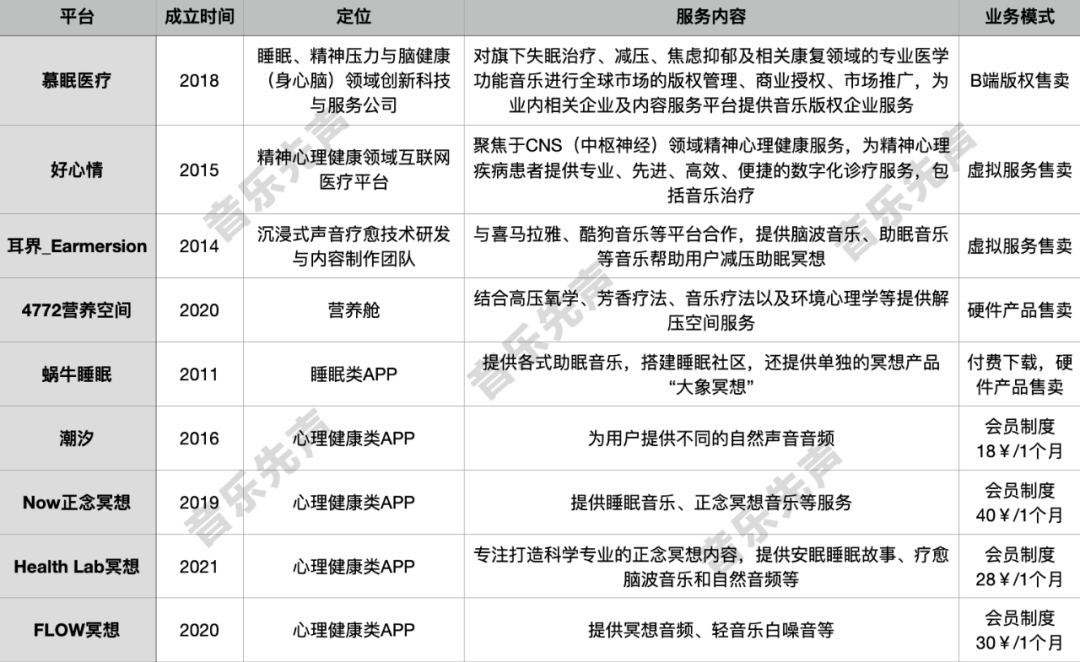 平台 成立时间 定位 服务内容 业务模式
慕眠医疗 2018 睡眠、精神压力与脑健康 对旗下失眠治疗、减压、焦虑抑郁及相关康复领域的专业医学 B端版权售卖
（身心脑）领域创新科技 功能音乐进行全球市场的版权管理、商业授权、市场推广，为
与服务公司 业内相关企业及内容服务平台提供音乐版权企业服务
好心情 2015 精神心理健康领域互联网 聚焦于CNS（中枢神经）领域精神心理健康服务，为精神心理 虚拟服务售卖
医疗平台 疾病患者提供专业、先进、高效、便捷的数字化诊疗服务，包
括音乐治疗
耳界_Earmersion 2014 沉浸式声音疗愈技术研发 与喜马拉雅、酷狗音乐等平台合作，提供脑波音乐、助眠音乐 虚拟服务售卖
与内容制作团队 等音乐帮助用户减压助眠冥想
4772营养空间 2020 营养舱 结合高压氧学、芳香疗法、音乐疗法以及环境心理学等提供解 硬件产品售卖
压空间服务
蜗牛睡眠 2011 睡眠类APP 提供各式助眠音乐，搭建睡眠社区，还提供单独的冥想产品 付费下载，硬
“大象冥想” 件产品售卖
潮汐 2016 心理健康类APP 为用户提供不同的自然声音音频 会员制度
18¥/1个月
Now正念冥想 2019 心理健康类APP 提供睡眠音乐、正念冥想音乐等服务 会员制度
40¥/1个月
Health Lab冥想 2021 心理健康类APP 专注打造科学专业的正念冥想内容，提供安眠睡眠故事、疗愈 会员制度
脑波音乐和自然音频等 28¥/1个月
FLOW冥想 2020 心理健康类APP 提供冥想音频、轻音乐白噪音等 会员制度
30¥/1个月
音乐先声
音乐先声
音乐先声
音乐先声
音乐先声